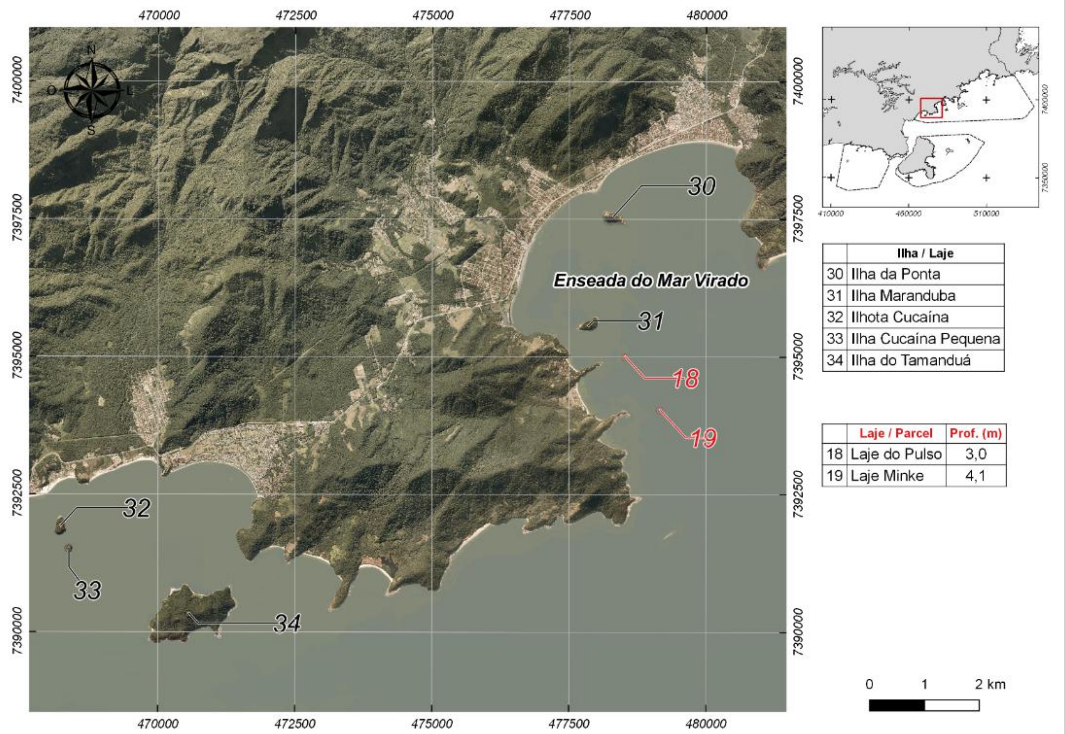 470000 472500 475000 477500 480000
N
O L
S
7400000
7397500
7395000
7392500
7390000
30
Enseada do Mar Virado
31
18
19
32
33
34
7400000
7397500
7395000
7392500
7390000
470000 472500 475000 477500 480000
7400000
7350000
410000 460000 510000
Ilha / Laje
30 Ilha da Ponta
31 Ilha Maranduba
32 Ilhota Cucaína
33 Ilha Cucaína Pequena
34 Ilha do Tamanduá
Laje / Parcel Prof. (m)
18 Laje do Pulso 3,0
19 Laje Minke 4,1
0 1 2 km